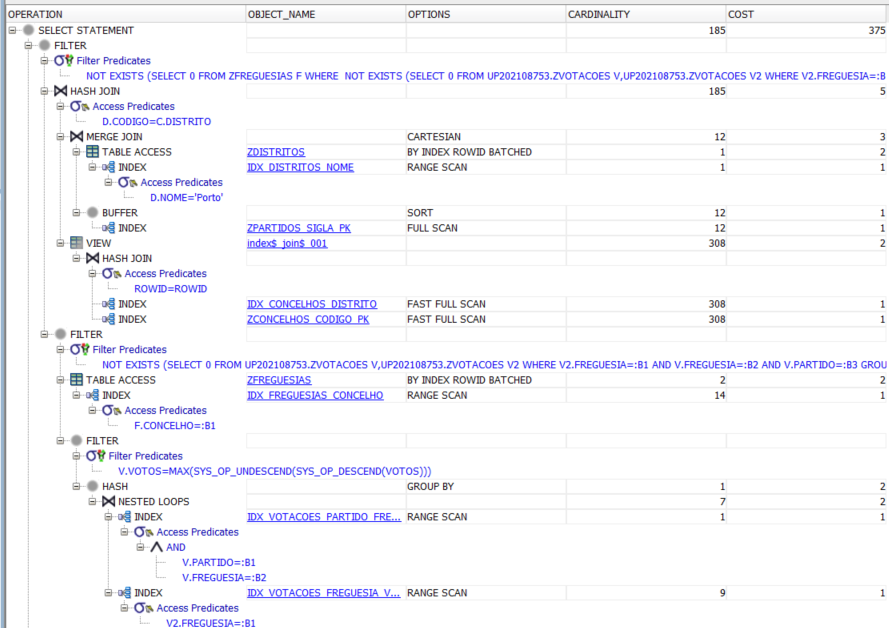 OPERATION OBJECT_NAME OPTIONS CARDINALITY COST
SELECT STATEMENT 185 375
FILTER
Filter Predicates
NOT EXISTS (SELECT 0 FROM ZFREGUESIAS F WHERE NOT EXISTS (SELECT 0 FROM UP202108753.ZVOTACOES V,UP202108753.ZVOTACOES V2 WHERE V2.FREGUESIA=:B
HASH JOIN 185 5
Access Predicates
D.CODIGO=C.DISTRITO
MERGE JOIN CARTESIAN 12 3
TABLE ACCESS ZDISTRITOS BY INDEX ROWID BATCHED 1 2
INDEX IDX_DISTRITOS_NOME RANGE SCAN 1 1
Access Predicates
D.NOME='Porto'
BUFFER SORT 12 1
INDEX ZPARTIDOS_SIGLA_PK FULL SCAN 12 1
VIEW index$_join$_001 308 2
HASH JOIN
Access Predicates
ROWID=ROWID
INDEX IDX_CONCELHOS_DISTRITO FAST FULL SCAN 308 1
INDEX ZCONCELHOS_CODIGO_PK FAST FULL SCAN 308 1
FILTER
Filter Predicates
NOT EXISTS (SELECT 0 FROM UP202108753.ZVOTACOES V,UP202108753.ZVOTACOES V2 WHERE V2.FREGUESIA=:B1 AND V.FREGUESIA=:B2 AND V.PARTIDO=:B3 GROU
TABLE ACCESS ZFREGUESIAS BY INDEX ROWID BATCHED 2 2
INDEX IDX_FREGUESIAS_CONCELHO RANGE SCAN 14 1
Access Predicates
F.CONCELHO=:B1
FILTER
Filter Predicates
V.VOTOS=MAX(SYS_OP_UNDESCEND(SYS_OP_DESCEND(VOTOS)))
HASH GROUP BY 1 2
NESTED LOOPS 7 2
INDEX IDX_VOTACOES_PARTIDO_FRE... RANGE SCAN 1 1
Access Predicates
AND
V.PARTIDO=:B1
V.FREGUESIA=:B2
INDEX IDX_VOTACOES_FREGUESIA_V... RANGE SCAN 9 1
Access Predicates
V2.FREGUESIA=:B1